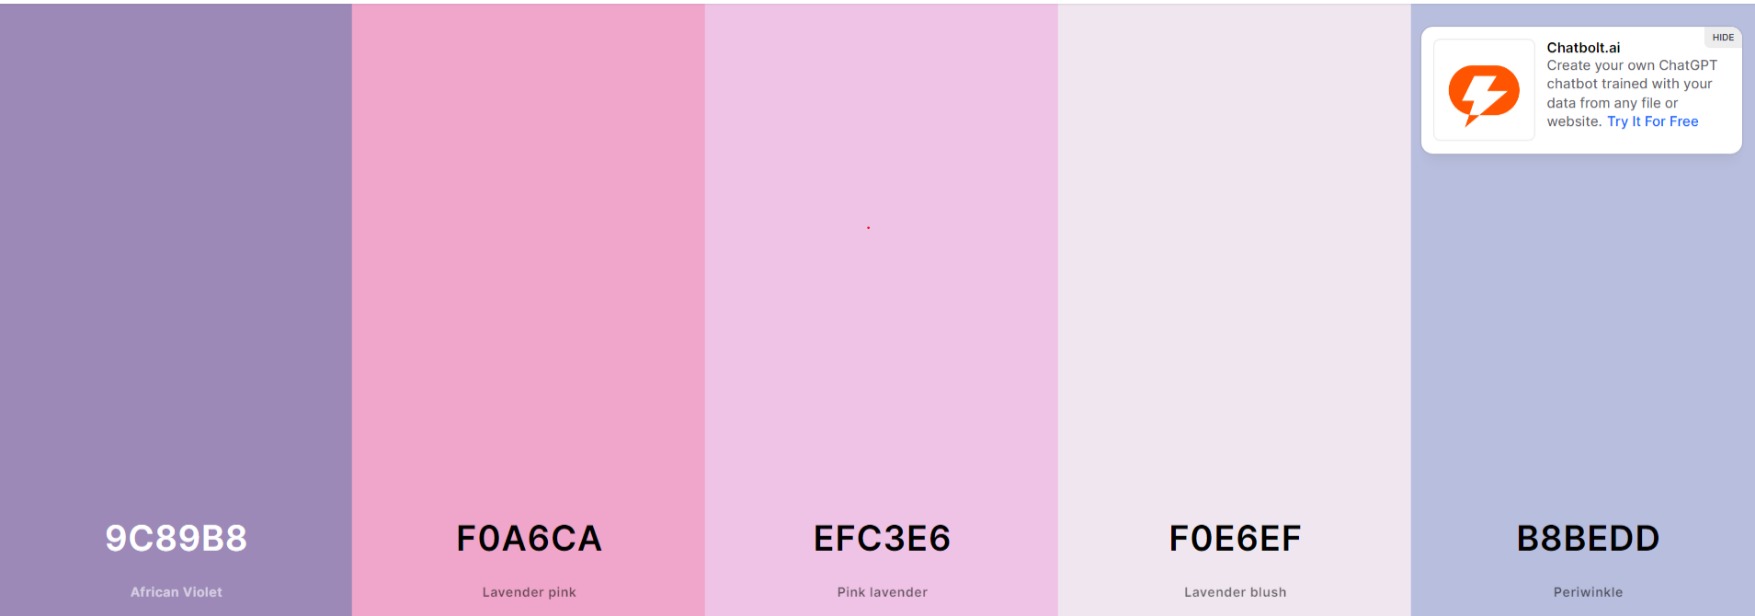 HIDE
Chatbolt.ai
Create your own ChatGPT
chatbot trained with your
data from any file or
website. Try It For Free
9C89B8
F0A6CA
EFC3E6
F0E6EF
B8BEDD
African Violet
Lavender pink
Pink lavender
Lavender blush
Periwinkle